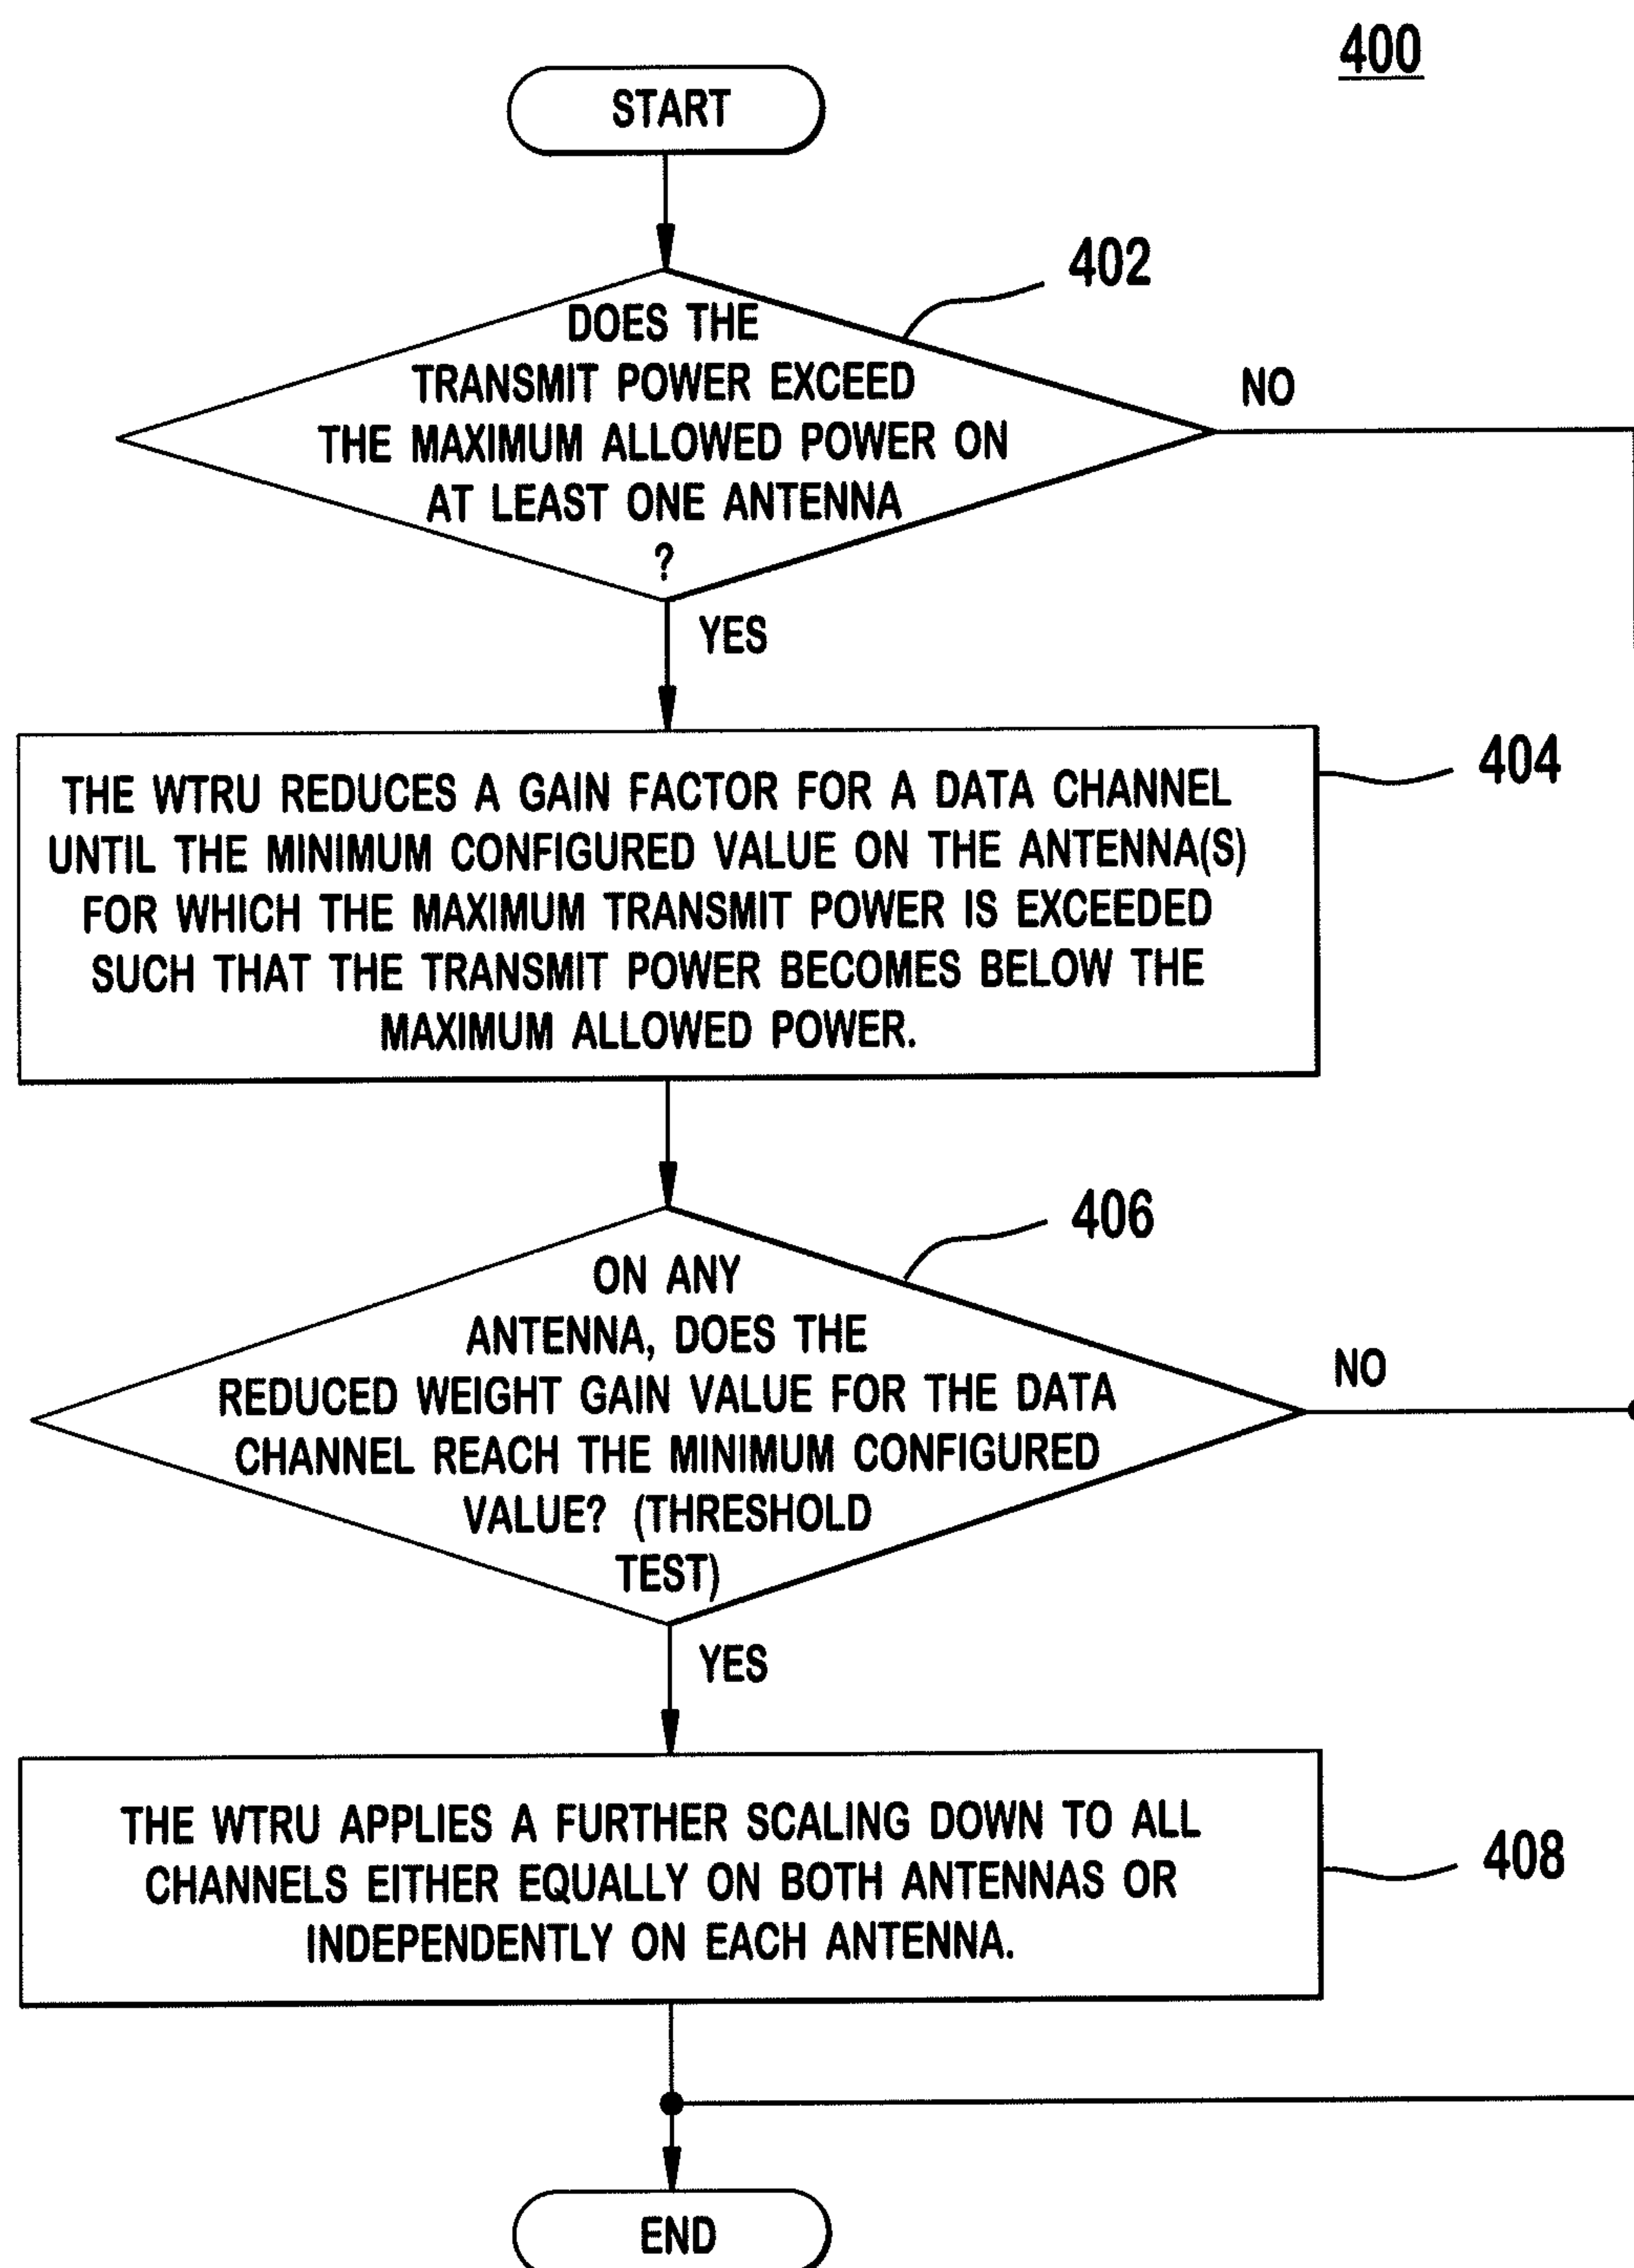 400
START
402
DOES THE
TRANSMIT POWER EXCEED
THE MAXIMUM ALLOWED POWER ON
AT LEAST ONE ANTENNA
?
NO
YES
404
THE WTRU REDUCES A GAIN FACTOR FOR A DATA CHANNEL
UNTIL THE MINIMUM CONFIGURED VALUE ON THE ANTENNA(S)
FOR WHICH THE MAXIMUM TRANSMIT POWER IS EXCEEDED
SUCH THAT THE TRANSMIT POWER BECOMES BELOW THE
MAXIMUM ALLOWED POWER.
406
ON ANY
ANTENNA, DOES THE
REDUCED WEIGHT GAIN VALUE FOR THE DATA
CHANNEL REACH THE MINIMUM CONFIGURED
VALUE? (THRESHOLD
TEST)
NO
YES
THE WTRU APPLIES A FURTHER SCALING DOWN TO ALL
CHANNELS EITHER EQUALLY ON BOTH ANTENNAS OR
INDEPENDENTLY ON EACH ANTENNA.
408
END